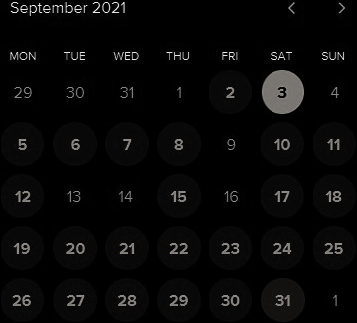 September 2021
MON TUE WED THU FRI SAT SUN
29 30 31 1 2 3 4
5 6 7 8 9 10 11
12 13 14 15 16 17 18
19 20 21 22 23 24 25
26 27 28 29 30 31 1